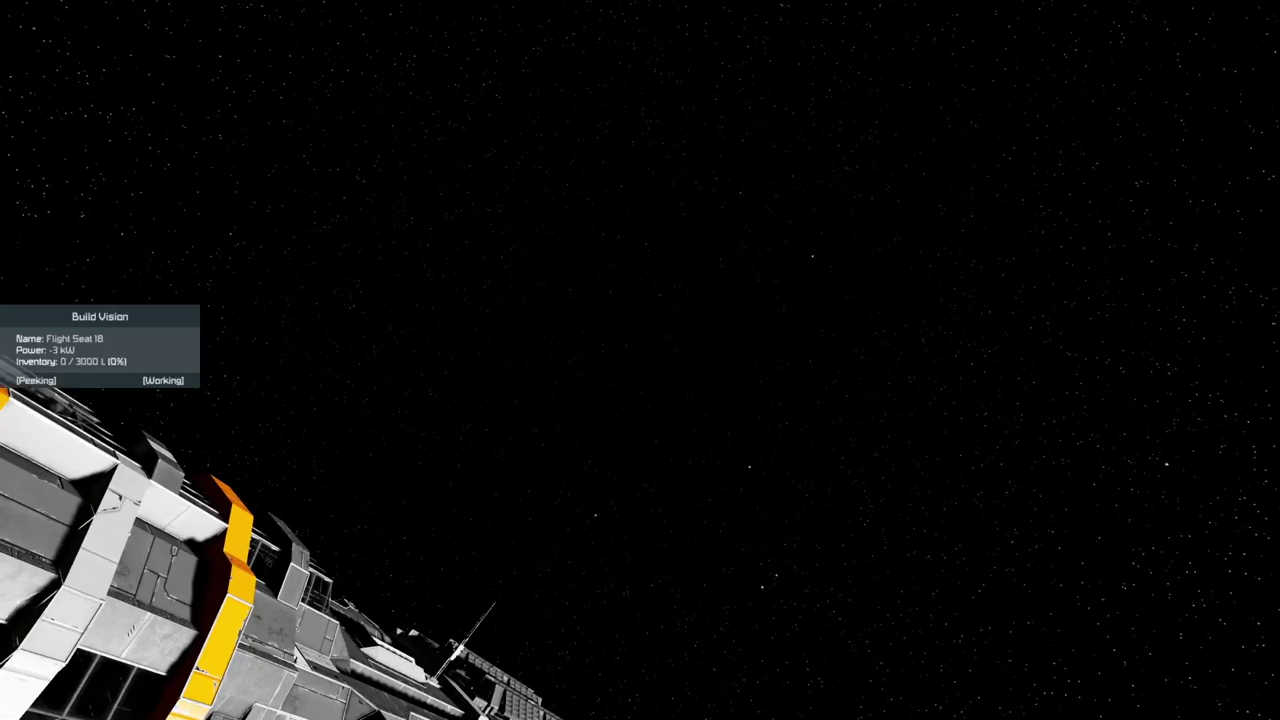 Build Vision
Name: Flight Seat 18
Power: -3 kW
Inventory: 0 / 3000 L (0%)
[Peeking] [Working]